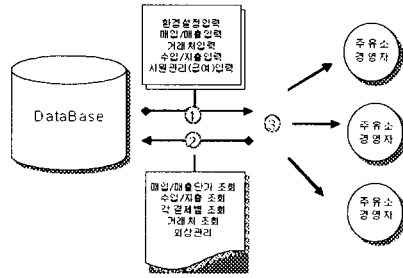 환경설정입력
매입/매출입력
거래처입력
수입/지출입력
사원관리(급여)입력
DataBase
①
②
③
주유소
경영자
주유소
경영자
주유소
경영자
매입/매출단가 조회
수입/지출 조회
각 결제별 조회
거래처 조회
외상관리